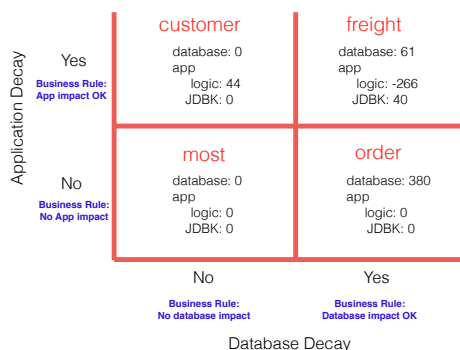 customer
freight
database: 0
app
logic: 44
JDBK: 0
database: 61
app
logic: -266
JDBK: 40
Application Decay
Yes
Business Rule:
App impact OK
most
order
database: 0
app
logic: 0
JDBK: 0
database: 380
app
logic: 0
JDBK: 0
No
Business Rule:
No App impact
No
Yes
Business Rule:
No database impact
Business Rule:
Database impact OK
Database Decay